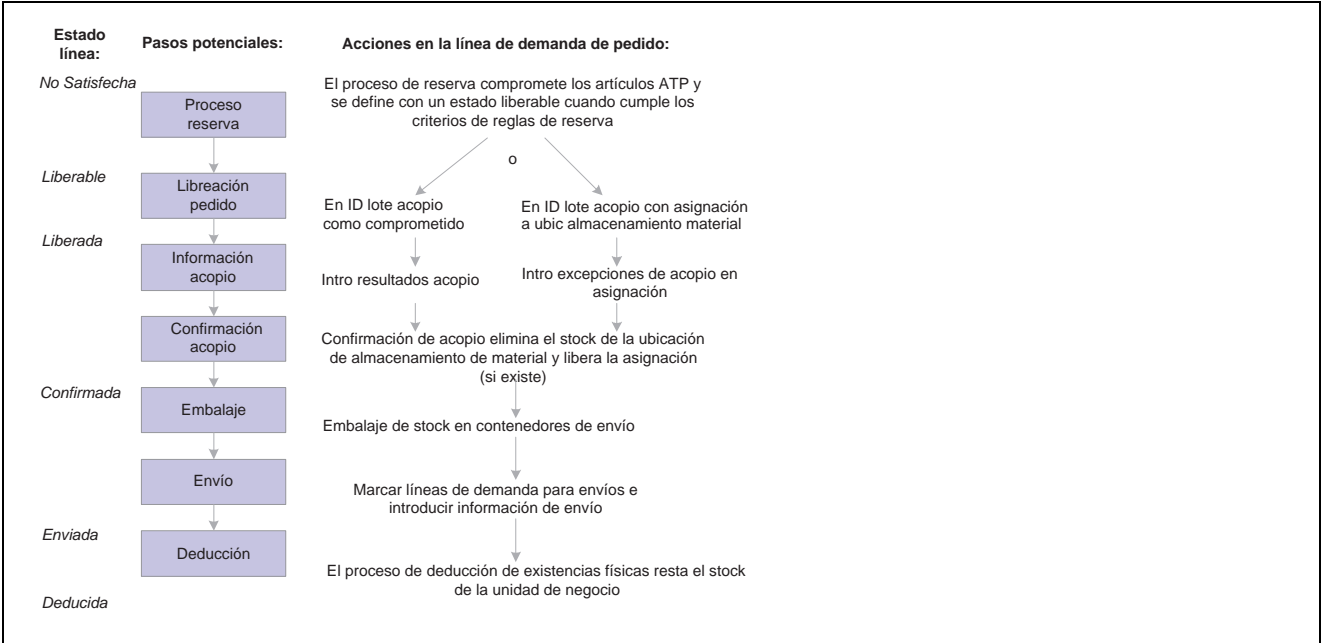 Estado
línea:
Pasos potenciales:
Acciones en la línea de demanda de pedido:
No Satisfecha
Proceso
reserva
El proceso de reserva compromete los artículos ATP y
se define con un estado liberable cuando cumple los
criterios de reglas de reserva
o
Liberable
Libreación
pedido
En ID lote acopio
como comprometido
En ID lote acopio con asignación
a ubic almacenamiento material
Liberada
Información
acopio
Intro resultados acopio
Intro excepciones de acopio en
asignación
Confirmación
acopio
Confirmación de acopio elimina el stock de la ubicación
de almacenamiento de material y libera la asignación
(si existe)
Confirmada
Embalaje
Embalaje de stock en contenedores de envío
Envío
Marcar líneas de demanda para envíos e
introducir información de envío
Enviada
Deducción
El proceso de deducción de existencias físicas resta el stock
de la unidad de negocio
Deducida